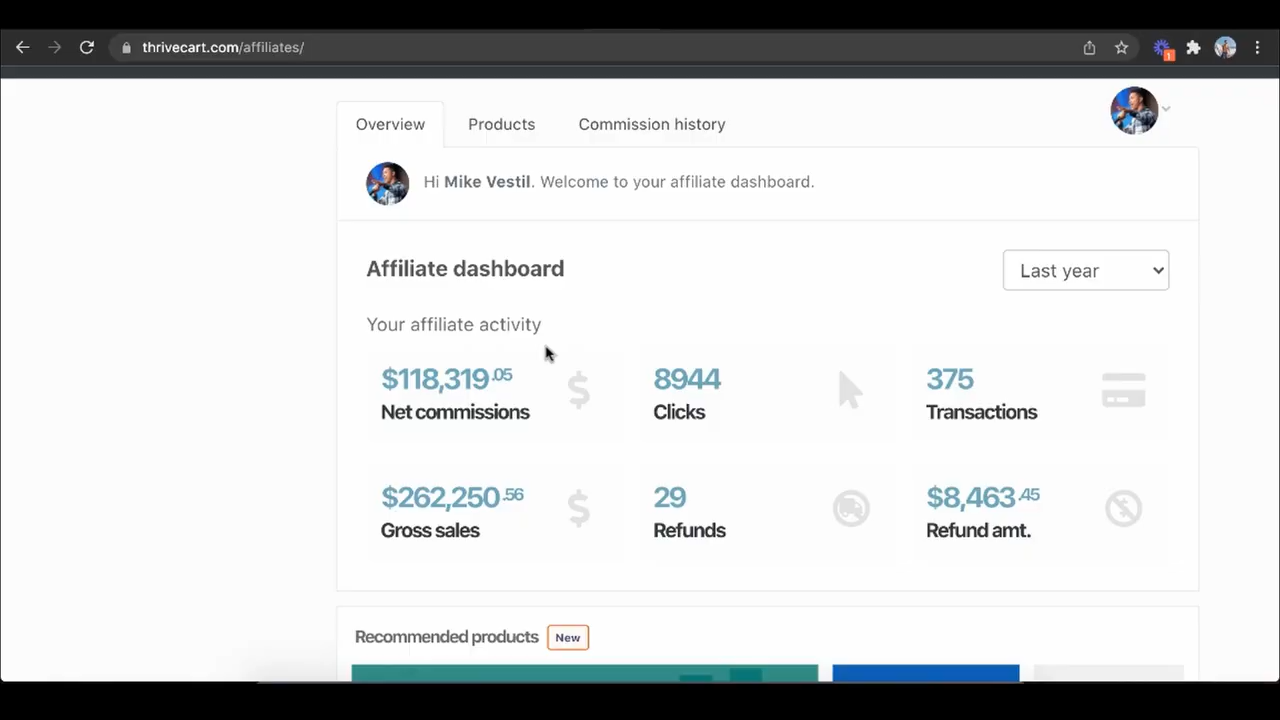 thrivecart.com/affiliates/
1
Overview
Products
Commission history
Hi Mike Vestil. Welcome to your affiliate dashboard.
Affiliate dashboard
Last year
Your affiliate activity
$118,319.05
Net commissions
8944
Clicks
375
Transactions
$262,250.56
Gross sales
29
Refunds
$8,463.45
Refund amt.
Recommended products
New